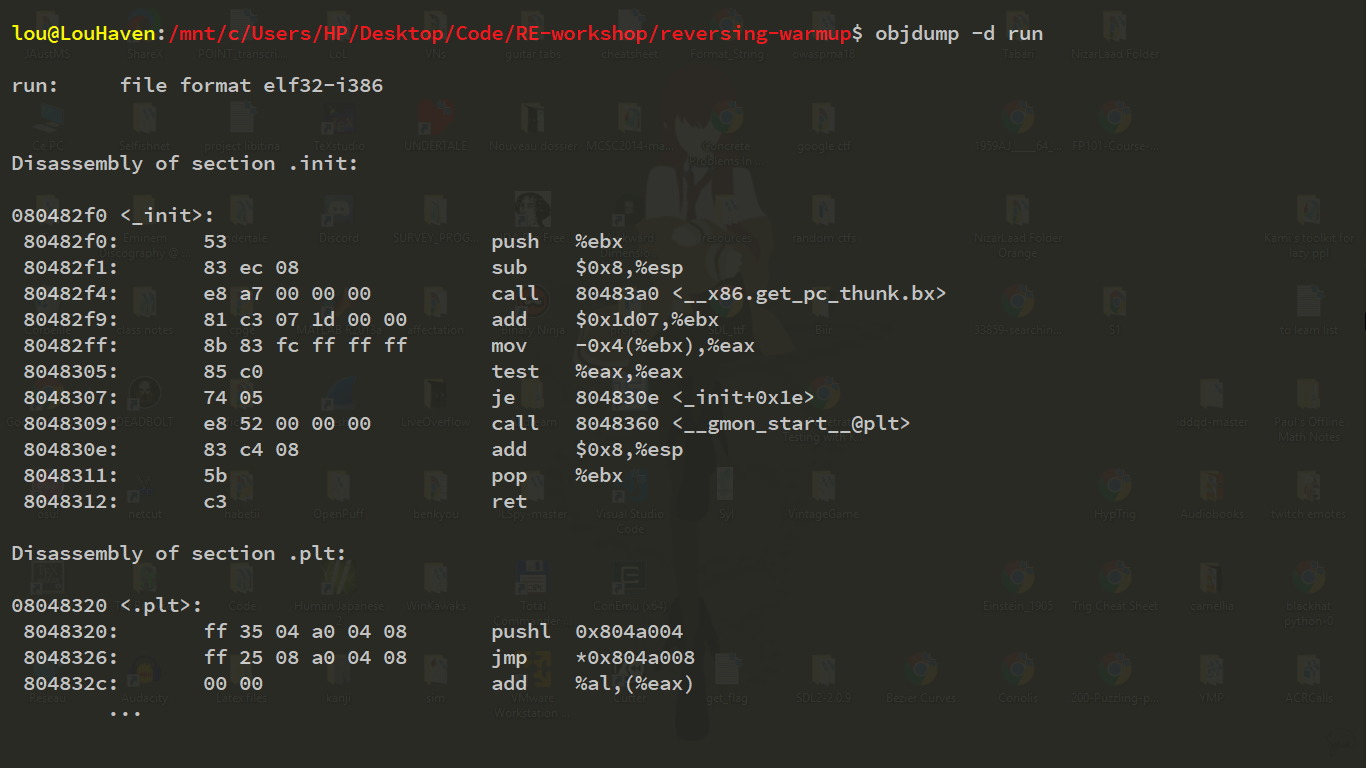 lou@LouHaven:/mnt/c/Users/HP/Desktop/Code/RE-workshop/reversing-warmup$ objdump -d run
run:     file format elf32-i386
Disassembly of section .init:
080482f0 <_init>:
 80482f0:       53                      push   %ebx
 80482f1:       83 ec 08                sub    $0x8,%esp
 80482f4:       e8 a7 00 00 00          call   80483a0 <__x86.get_pc_thunk.bx>
 80482f9:       81 c3 07 1d 00 00       add    $0x1d07,%ebx
 80482ff:       8b 83 fc ff ff ff       mov    -0x4(%ebx),%eax
 8048305:       85 c0                   test   %eax,%eax
 8048307:       74 05                   je     804830e <_init+0x1e>
 8048309:       e8 52 00 00 00          call   8048360 <__gmon_start__@plt>
 804830e:       83 c4 08                add    $0x8,%esp
 8048311:       5b                      pop    %ebx
 8048312:       c3                      ret
Disassembly of section .plt:
08048320 <.plt>:
 8048320:       ff 35 04 a0 04 08       pushl  0x804a004
 8048326:       ff 25 08 a0 04 08       jmp    *0x804a008
 804832c:       00 00                   add    %al,(%eax)
        ...